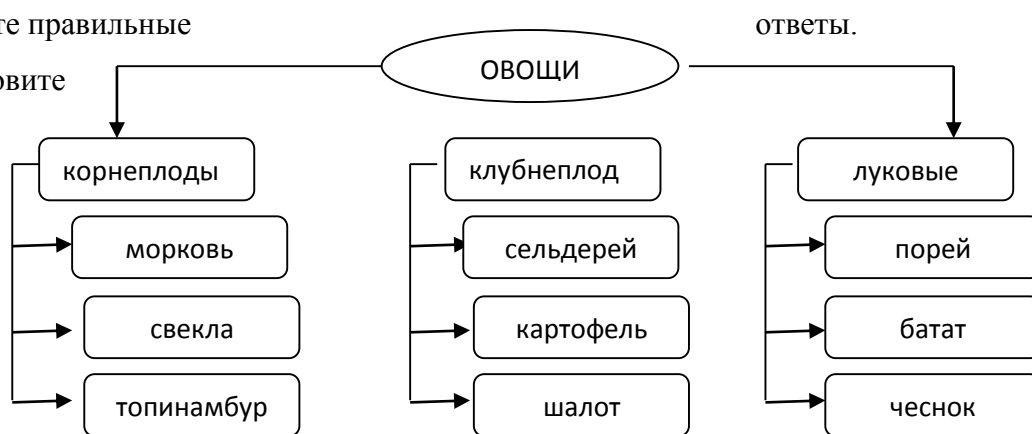 те правильные ответы.
овите
ОВОЩИ
корнеплоды
клубнеплод
луковые
морковь
сельдерей
порей
свекла
картофель
батат
топинамбур
шалот
чеснок